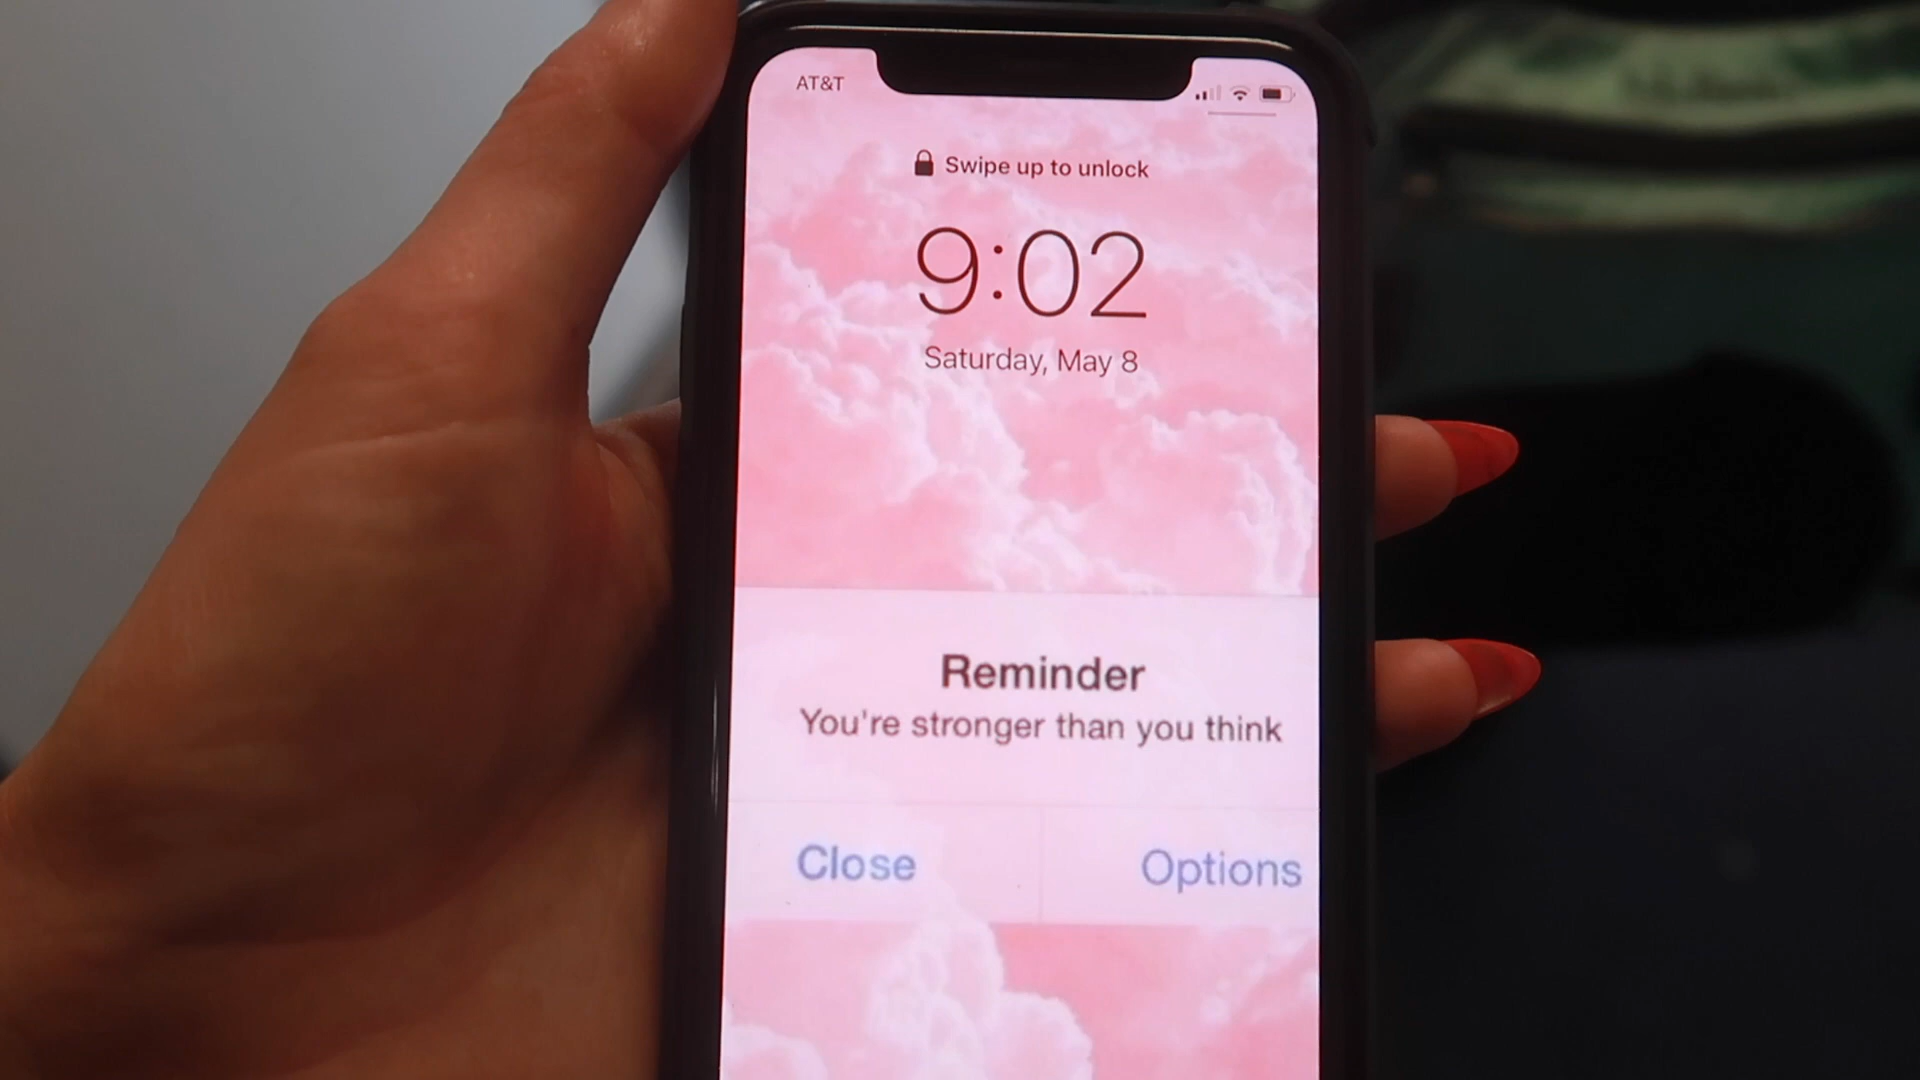 AT&T
Swipe up to unlock
9:02
Saturday, May 8
Reminder
You're stronger than you think
Close
Options